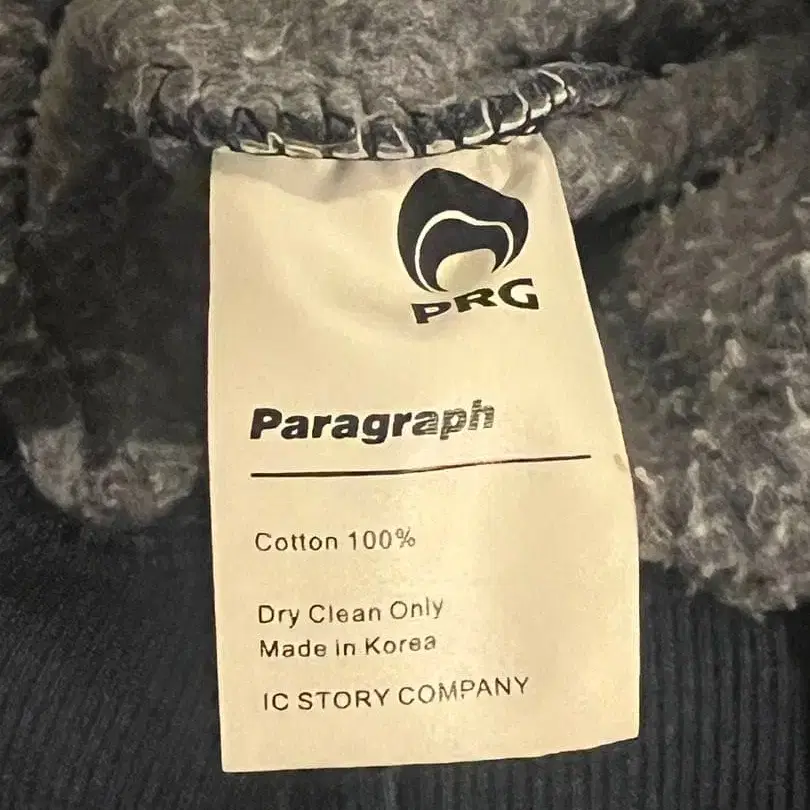 PRG
Paragraph
Cotton 100%
Dry Clean Only
Made in Korea
IC STORY COMPANY